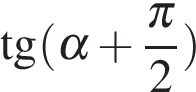 tg(α + π/2)